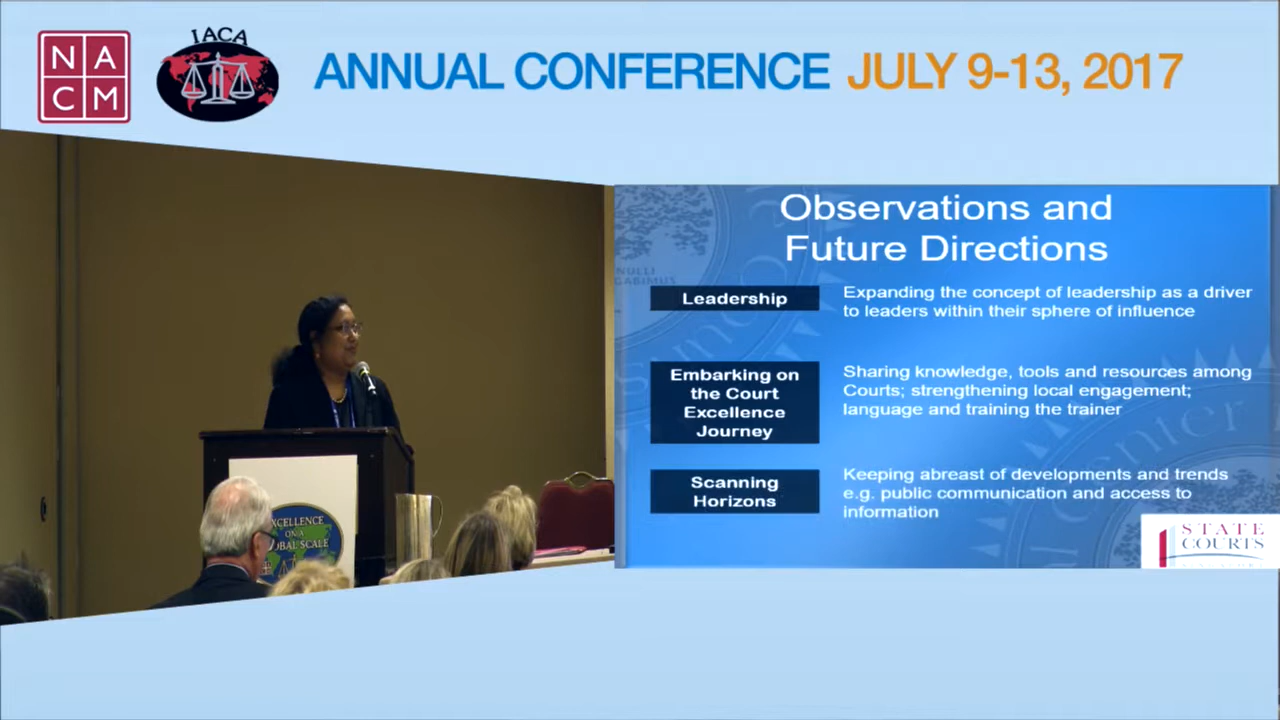 NA
CM
IACA
ANNUAL CONFERENCE JULY 9-13, 2017
Observations and
Future Directions
Leadership
Expanding the concept of leadership as a driver
to leaders within their sphere of influence
Embarking on
the Court
Excellence
Journey
Sharing knowledge, tools and resources among
Courts; strengthening local engagement;
language and training the trainer
Scanning
Horizons
Keeping abreast of developments and trends
e.g. public communication and access to
information
STATE
COURTS
NULLI
EXCELLENCE
ON A
GLOBAL SCALE